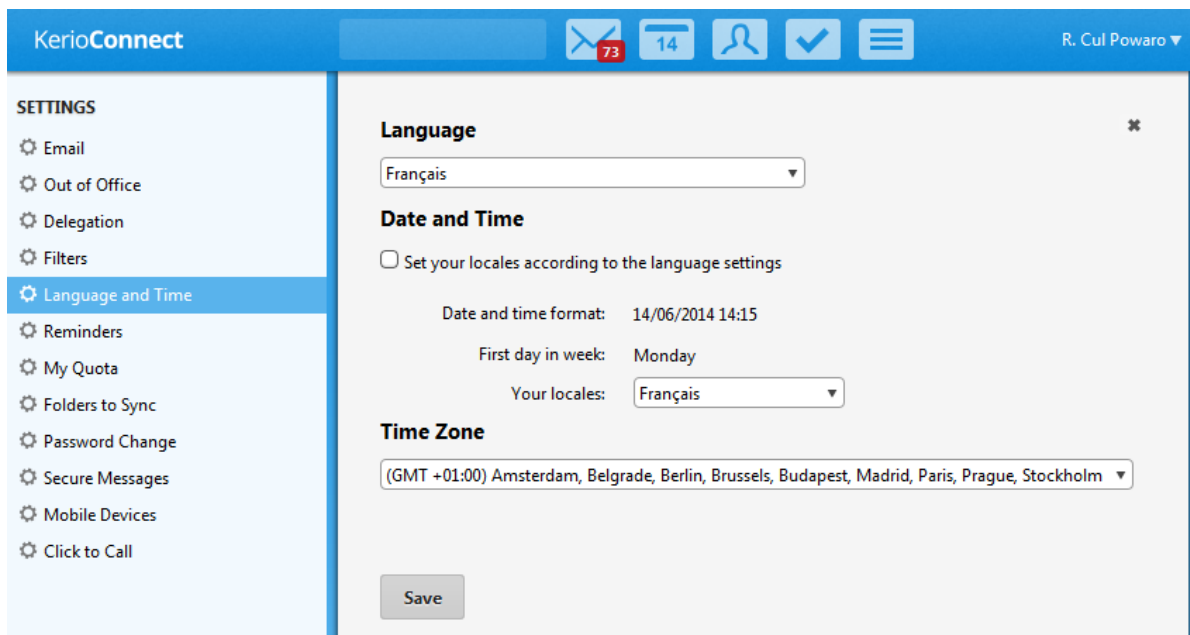 KerioConnect
73
14
R. Cul Powaro
SETTINGS
Email
Out of Office
Delegation
Filters
Language and Time
Reminders
My Quota
Folders to Sync
Password Change
Secure Messages
Mobile Devices
Click to Call
Language
Français
Date and Time
Set your locales according to the language settings
Date and time format: 14/06/2014 14:15
First day in week: Monday
Your locales: Français
Time Zone
(GMT +01:00) Amsterdam, Belgrade, Berlin, Brussels, Budapest, Madrid, Paris, Prague, Stockholm
Save